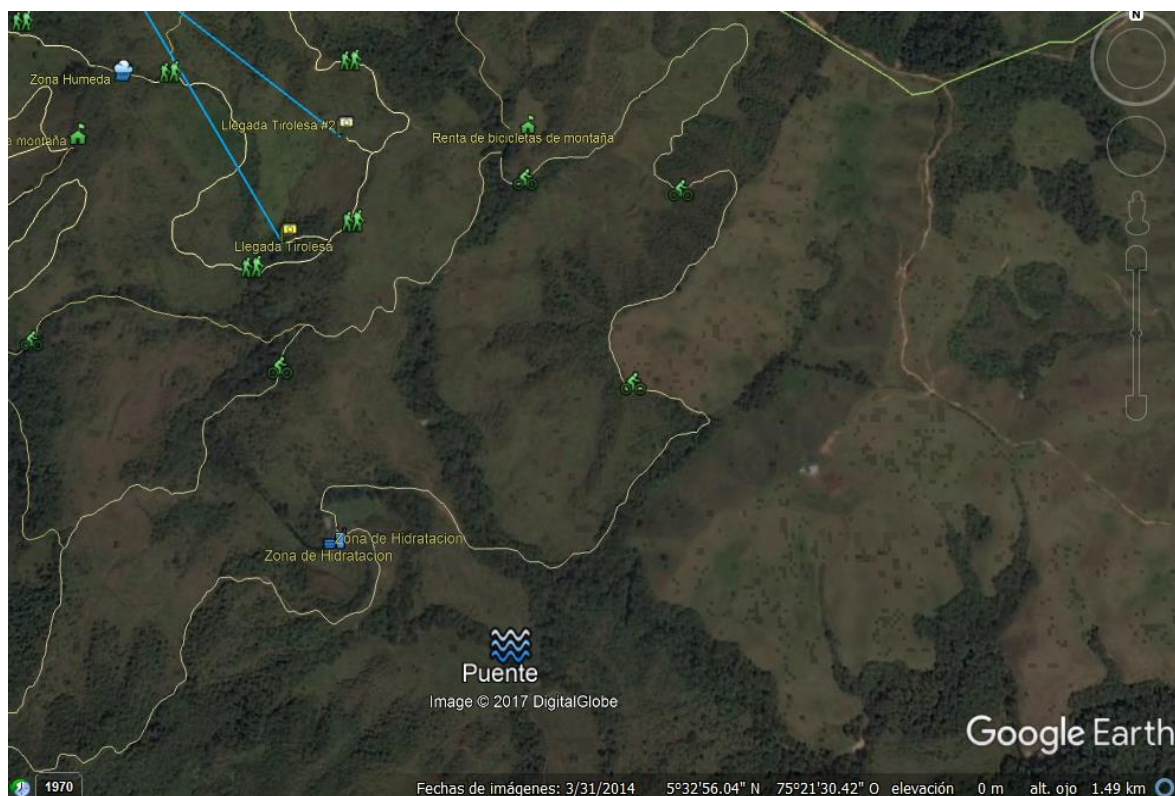 N
Zona Humeda
Llegada Tirolesa #2
e montaña
Renta de bicicletas de montaña
Llegada Tirolesa
Zona de Hidratacion
Zona de Hidratacion
Puente
Image © 2017 DigitalGlobe
Google Earth
1970
Fechas de imágenes: 3/31/2014 5°32'56.04" N 75°21'30.42" O elevación 0 m alt. ojo 1.49 km